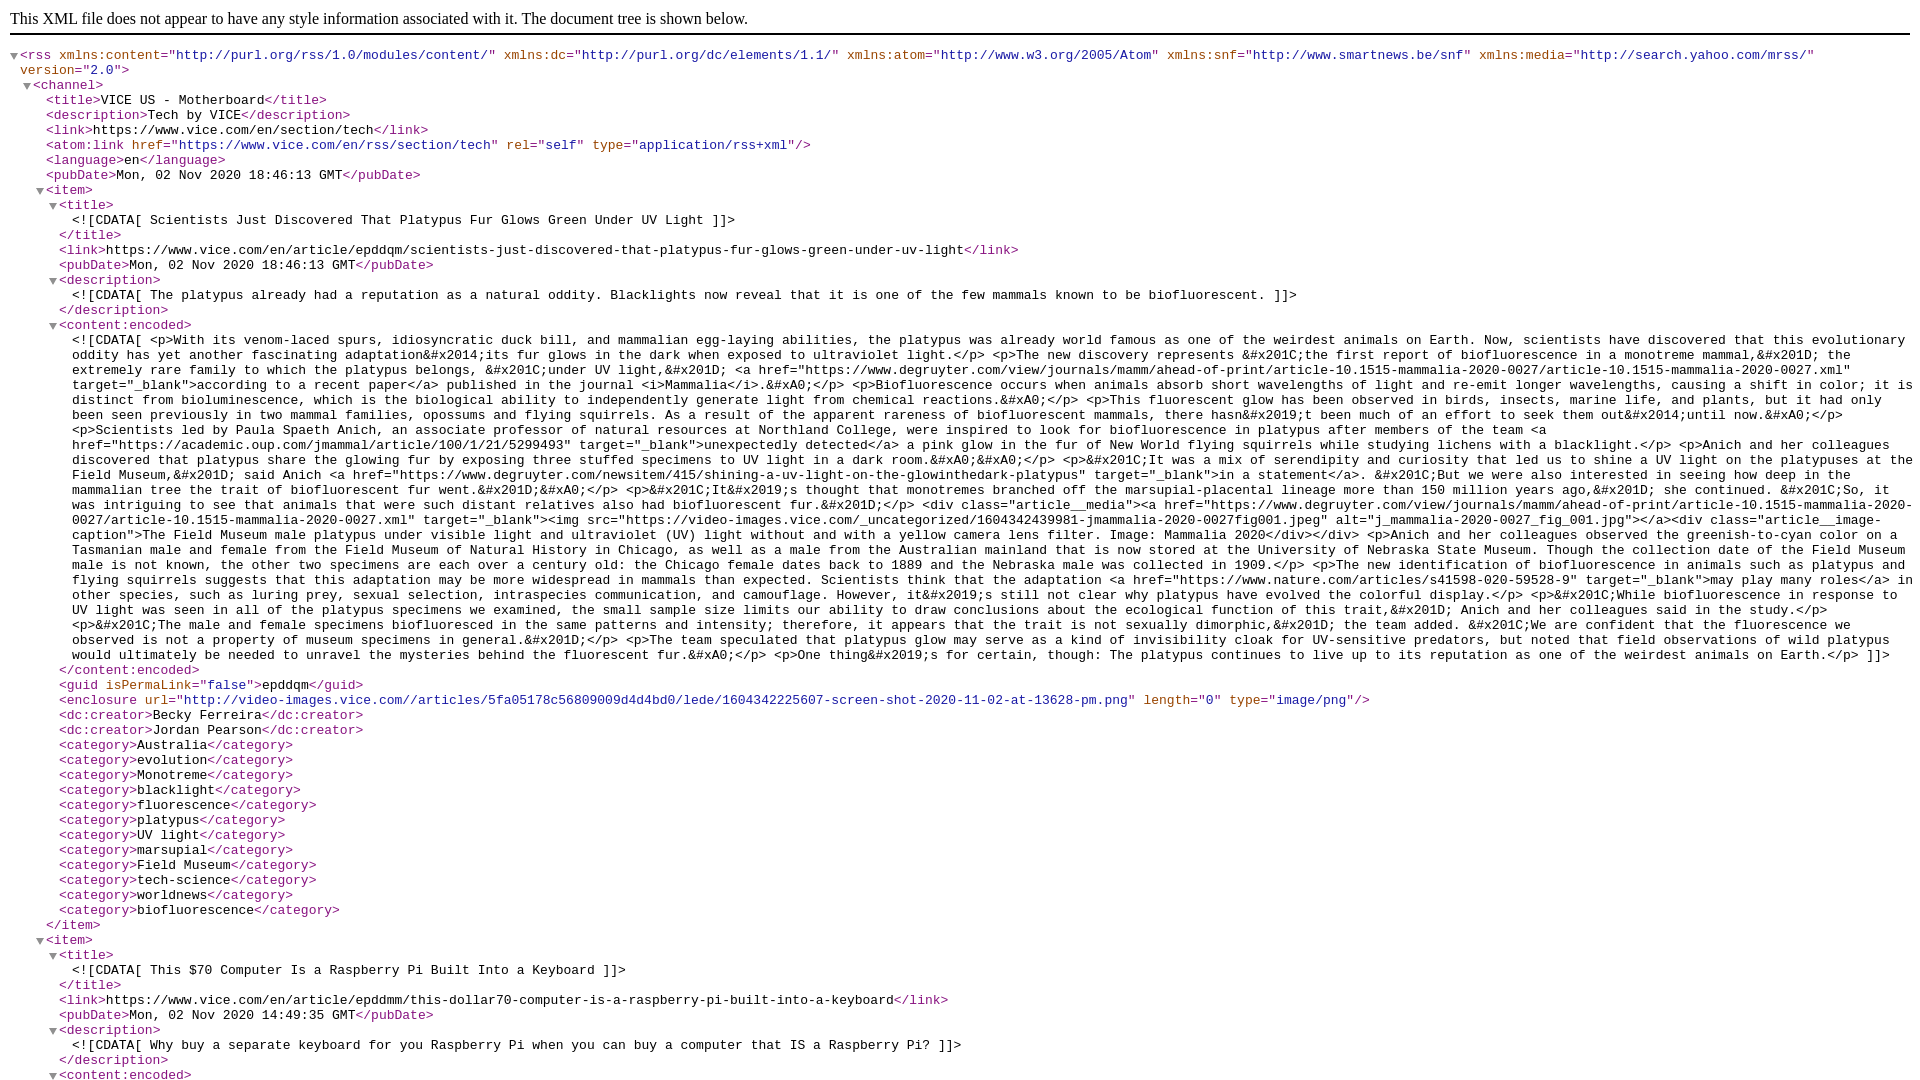 This XML file does not appear to have any style information associated with it. The document tree is shown below.
<rss xmlns:content="http://purl.org/rss/1.0/modules/content/" xmlns:dc="http://purl.org/dc/elements/1.1/" xmlns:atom="http://www.w3.org/2005/Atom" xmlns:snf="http://www.smartnews.be/snf" xmlns:media="http://search.yahoo.com/mrss/"
version="2.0">
<channel>
<title>VICE US - Motherboard</title>
<description>Tech by VICE</description>
<link>https://www.vice.com/en/section/tech</link>
<atom:link href="https://www.vice.com/en/rss/section/tech" rel="self" type="application/rss+xml"/>
<language>en</language>
<pubDate>Mon, 02 Nov 2020 18:46:13 GMT</pubDate>
<item>
<title>
<![CDATA[ Scientists Just Discovered That Platypus Fur Glows Green Under UV Light ]]>
</title>
<link>https://www.vice.com/en/article/epddqm/scientists-just-discovered-that-platypus-fur-glows-green-under-uv-light</link>
<pubDate>Mon, 02 Nov 2020 18:46:13 GMT</pubDate>
<description>
<![CDATA[ The platypus already had a reputation as a natural oddity. Blacklights now reveal that it is one of the few mammals known to be biofluorescent. ]]>
</description>
<content:encoded>
<![CDATA[ <p>With its venom-laced spurs, idiosyncratic duck bill, and mammalian egg-laying abilities, the platypus was already world famous as one of the weirdest animals on Earth. Now, scientists have discovered that this evolutionary
oddity has yet another fascinating adaptation&#x2014;its fur glows in the dark when exposed to ultraviolet light.</p> <p>The new discovery represents &#x201C;the first report of biofluorescence in a monotreme mammal,&#x201D; the
extremely rare family to which the platypus belongs, &#x201C;under UV light,&#x201D; <a href="https://www.degruyter.com/view/journals/mamm/ahead-of-print/article-10.1515-mammalia-2020-0027/article-10.1515-mammalia-2020-0027.xml"
target="_blank">according to a recent paper</a> published in the journal <i>Mammalia</i>.&#xA0;</p> <p>Biofluorescence occurs when animals absorb short wavelengths of light and re-emit longer wavelengths, causing a shift in color; it is
distinct from bioluminescence, which is the biological ability to independently generate light from chemical reactions.&#xA0;</p> <p>This fluorescent glow has been observed in birds, insects, marine life, and plants, but it had only
been seen previously in two mammal families, opossums and flying squirrels. As a result of the apparent rareness of biofluorescent mammals, there hasn&#x2019;t been much of an effort to seek them out&#x2014;until now.&#xA0;</p>
<p>Scientists led by Paula Spaeth Anich, an associate professor of natural resources at Northland College, were inspired to look for biofluorescence in platypus after members of the team <a
href="https://academic.oup.com/jmammal/article/100/1/21/5299493" target="_blank">unexpectedly detected</a> a pink glow in the fur of New World flying squirrels while studying lichens with a blacklight.</p> <p>Anich and her colleagues
discovered that platypus share the glowing fur by exposing three stuffed specimens to UV light in a dark room.&#xA0;&#xA0;</p> <p>&#x201C;It was a mix of serendipity and curiosity that led us to shine a UV light on the platypuses at the
Field Museum,&#x201D; said Anich <a href="https://www.degruyter.com/newsitem/415/shining-a-uv-light-on-the-glowinthedark-platypus" target="_blank">in a statement</a>. &#x201C;But we were also interested in seeing how deep in the
mammalian tree the trait of biofluorescent fur went.&#x201D;&#xA0;</p> <p>&#x201C;It&#x2019;s thought that monotremes branched off the marsupial-placental lineage more than 150 million years ago,&#x201D; she continued. &#x201C;So, it
was intriguing to see that animals that were such distant relatives also had biofluorescent fur.&#x201D;</p> <div class="article__media"><a href="https://www.degruyter.com/view/journals/mamm/ahead-of-print/article-10.1515-mammalia-2020-
0027/article-10.1515-mammalia-2020-0027.xml" target="_blank"><img src="https://video-images.vice.com/_uncategorized/1604342439981-jmammalia-2020-0027fig001.jpeg" alt="j_mammalia-2020-0027_fig_001.jpg"></a><div class="article__image-
caption">The Field Museum male platypus under visible light and ultraviolet (UV) light without and with a yellow camera lens filter. Image: Mammalia 2020</div></div> <p>Anich and her colleagues observed the greenish-to-cyan color on a
Tasmanian male and female from the Field Museum of Natural History in Chicago, as well as a male from the Australian mainland that is now stored at the University of Nebraska State Museum. Though the collection date of the Field Museum
male is not known, the other two specimens are each over a century old: the Chicago female dates back to 1889 and the Nebraska male was collected in 1909.</p> <p>The new identification of biofluorescence in animals such as platypus and
flying squirrels suggests that this adaptation may be more widespread in mammals than expected. Scientists think that the adaptation <a href="https://www.nature.com/articles/s41598-020-59528-9" target="_blank">may play many roles</a> in
other species, such as luring prey, sexual selection, intraspecies communication, and camouflage. However, it&#x2019;s still not clear why platypus have evolved the colorful display.</p> <p>&#x201C;While biofluorescence in response to
UV light was seen in all of the platypus specimens we examined, the small sample size limits our ability to draw conclusions about the ecological function of this trait,&#x201D; Anich and her colleagues said in the study.</p>
<p>&#x201C;The male and female specimens biofluoresced in the same patterns and intensity; therefore, it appears that the trait is not sexually dimorphic,&#x201D; the team added. &#x201C;We are confident that the fluorescence we
observed is not a property of museum specimens in general.&#x201D;</p> <p>The team speculated that platypus glow may serve as a kind of invisibility cloak for UV-sensitive predators, but noted that field observations of wild platypus
would ultimately be needed to unravel the mysteries behind the fluorescent fur.&#xA0;</p> <p>One thing&#x2019;s for certain, though: The platypus continues to live up to its reputation as one of the weirdest animals on Earth.</p> ]]>
</content:encoded>
<guid isPermaLink="false">epddqm</guid>
<enclosure url="http://video-images.vice.com//articles/5fa05178c56809009d4d4bd0/lede/1604342225607-screen-shot-2020-11-02-at-13628-pm.png" length="0" type="image/png"/>
<dc:creator>Becky Ferreira</dc:creator>
<dc:creator>Jordan Pearson</dc:creator>
<category>Australia</category>
<category>evolution</category>
<category>Monotreme</category>
<category>blacklight</category>
<category>fluorescence</category>
<category>platypus</category>
<category>UV light</category>
<category>marsupial</category>
<category>Field Museum</category>
<category>tech-science</category>
<category>worldnews</category>
<category>biofluorescence</category>
</item>
<item>
<title>
<![CDATA[ This $70 Computer Is a Raspberry Pi Built Into a Keyboard ]]>
</title>
<link>https://www.vice.com/en/article/epddmm/this-dollar70-computer-is-a-raspberry-pi-built-into-a-keyboard</link>
<pubDate>Mon, 02 Nov 2020 14:49:35 GMT</pubDate>
<description>
<![CDATA[ Why buy a separate keyboard for you Raspberry Pi when you can buy a computer that IS a Raspberry Pi? ]]>
</description>
<content:encoded>